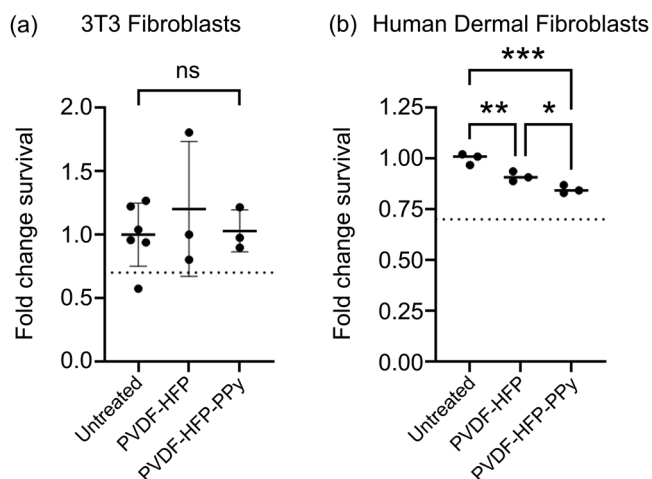 (a) 3T3 Fibroblasts
ns
Fold change survival
2.0
1.5
1.0
0.5
0.0
Untreated
PVDF-HFP
PVDF-HFP-PPy
(b) Human Dermal Fibroblasts
***
** *
Fold change survival
1.25
1.00
0.75
0.50
0.25
0.00
Untreated
PVDF-HFP
PVDF-HFP-PPy